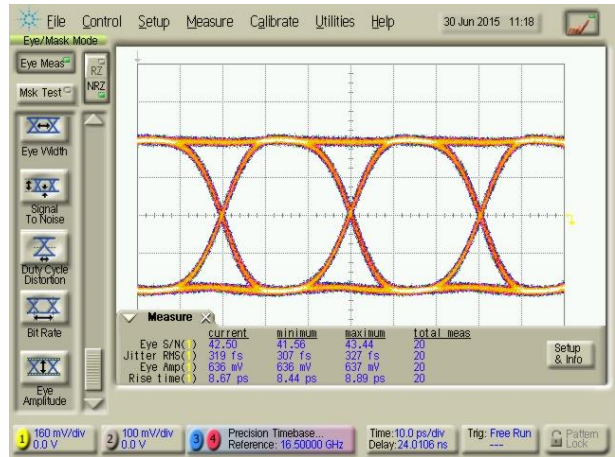 File Control Setup Measure Calibrate Utilities Help 30 Jun 2015 11:18
Eye/Mask Mode
Eye Meas
RZ
NRZ
Msk Test
Eye Width
Signal
To Noise
Duty Cycle
Distortion
Bit Rate
Eye
Amplitude
Measure
current minimum maximum total meas
Eye S/N(1) 42.50 41.56 43.44 20
Jitter RMS(1) 319 fs 307 fs 327 fs 20
Eye Amp(1) 636 mV 636 mV 637 mV 20
Rise time(1) 8.67 ps 8.44 ps 8.89 ps 20
Setup
& Info
1 160 mV/div
0.0 V
2 100 mV/div
0.0 V
3 4 Precision Timebase...
Reference: 16.50000 GHz
Time:10.0 ps/div
Delay:24.0106 ns
Trig: Free Run
---
Pattern
Lock